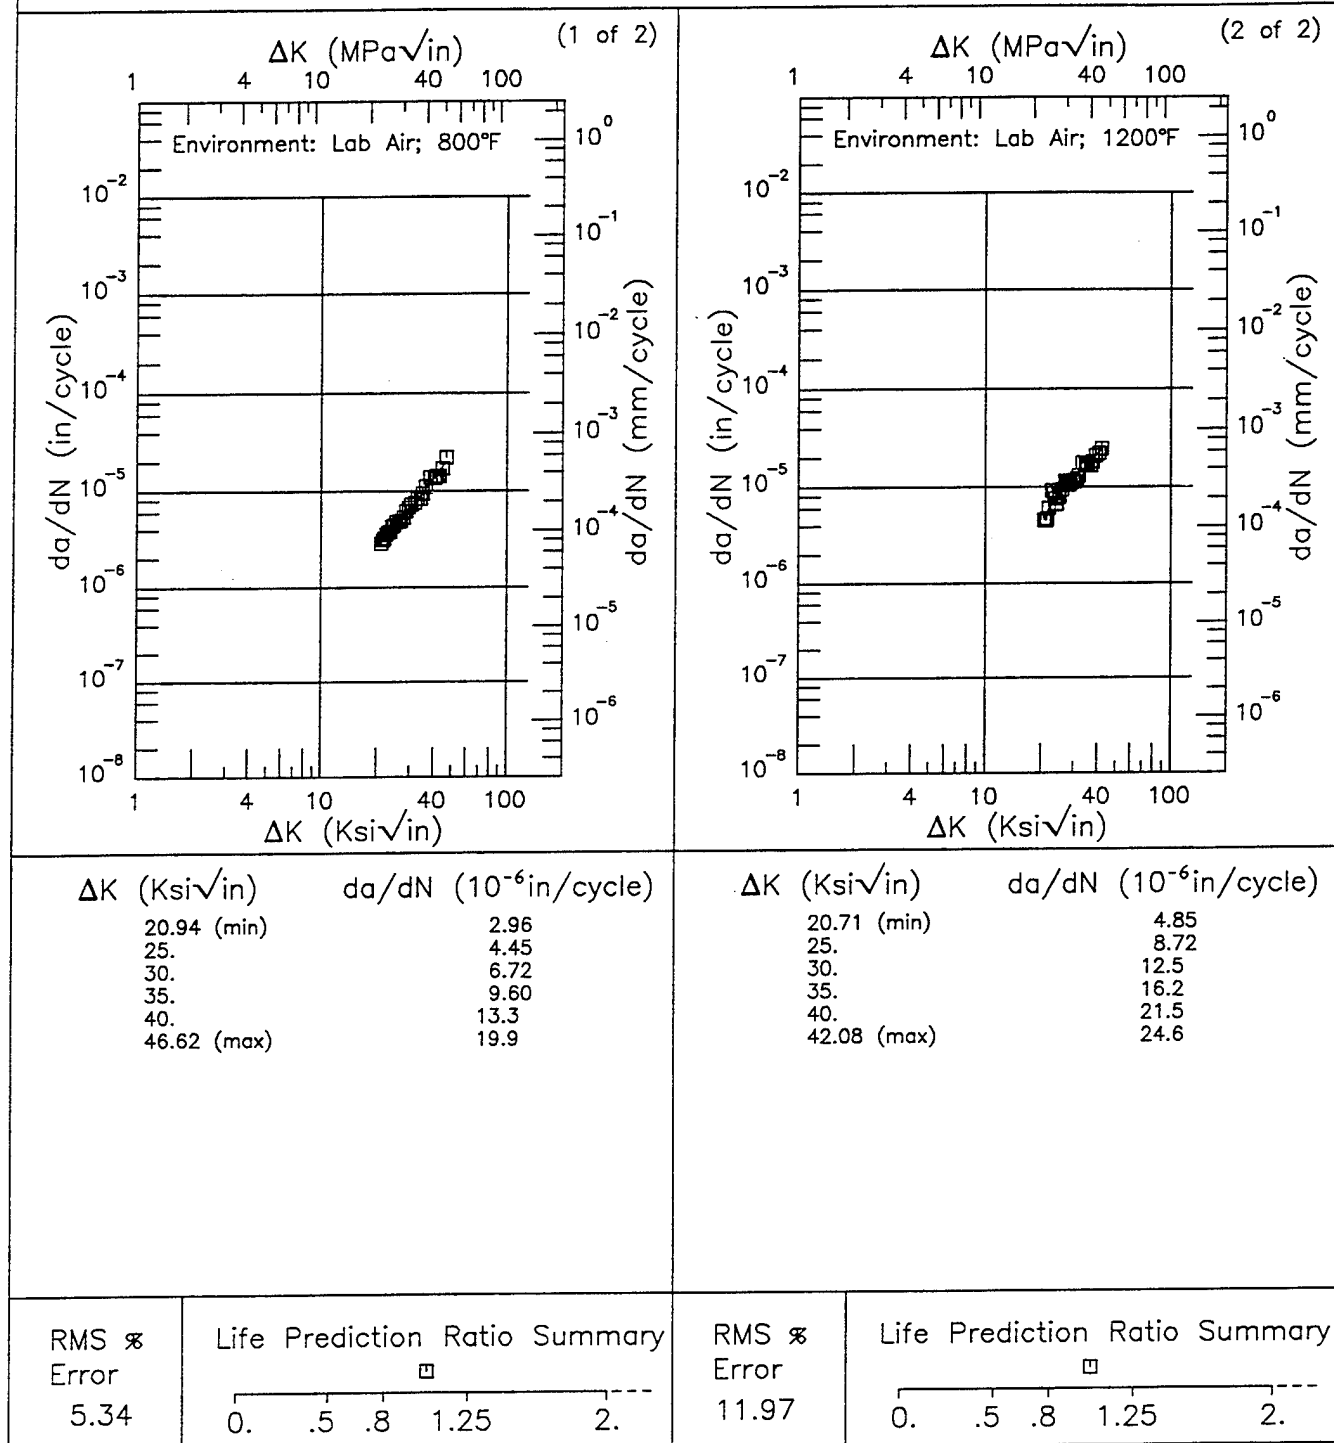 (1 of 2)
ΔK (MPa√in)
1 4 10 40 100
Environment: Lab Air; 800°F
10⁰
10⁻²
10⁻¹
10⁻³
10⁻²
10⁻⁴
10⁻³
10⁻⁵
10⁻⁴
10⁻⁶
10⁻⁵
10⁻⁷
10⁻⁶
10⁻⁸
da/dN (in/cycle)
da/dN (mm/cycle)
1 4 10 40 100
ΔK (Ksi√in)
ΔK (Ksi√in) da/dN (10⁻⁶in/cycle)
20.94 (min) 2.96
25. 4.45
30. 6.72
35. 9.60
40. 13.3
46.62 (max) 19.9
RMS %
Error
5.34
Life Prediction Ratio Summary
0. .5 .8 1.25 2.
(2 of 2)
ΔK (MPa√in)
1 4 10 40 100
Environment: Lab Air; 1200°F
10⁰
10⁻²
10⁻¹
10⁻³
10⁻²
10⁻⁴
10⁻³
10⁻⁵
10⁻⁴
10⁻⁶
10⁻⁵
10⁻⁷
10⁻⁶
10⁻⁸
da/dN (in/cycle)
da/dN (mm/cycle)
1 4 10 40 100
ΔK (Ksi√in)
ΔK (Ksi√in) da/dN (10⁻⁶in/cycle)
20.71 (min) 4.85
25. 8.72
30. 12.5
35. 16.2
40. 21.5
42.08 (max) 24.6
RMS %
Error
11.97
Life Prediction Ratio Summary
0. .5 .8 1.25 2.